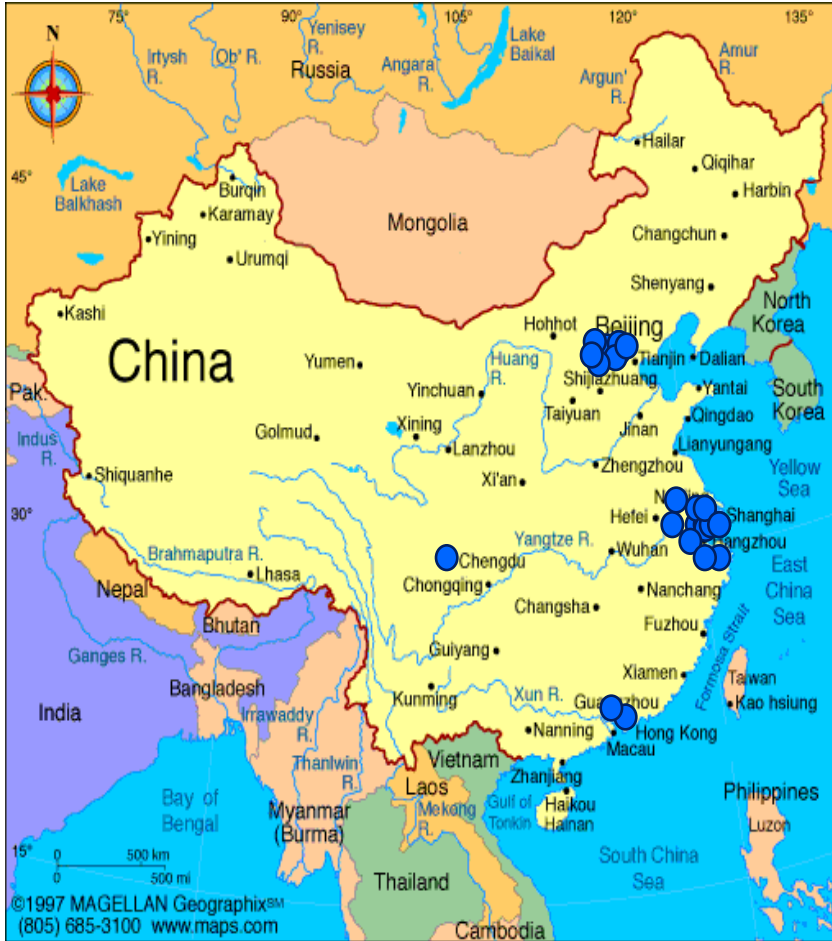 75°
90°
105°
120°
135°
N
Irtysh
R.
Ob' R.
Yenisey
R.
Russia
Angara
R.
Lake
Baikal
Argun'
R.
Amur
R.
45°
Lake
Balkhash
Burqin
Karamay
Yining
Urumqi
Kashi
Mongolia
Hailar
Qiqihar
Harbin
Changchun
Shenyang
North
Korea
South
Korea
China
Yumen
Hohhot
Beijing
Huang
R.
Tianjin
Dalian
Shijiazhuang
Yantai
Yinchuan
Taiyuan
Qingdao
Pak.
Golmud
Xining
Lanzhou
Jinan
Lianyungang
Indus
R.
Shiquanhe
Xi'an
Zhengzhou
Yellow
Sea
30°
Hefei
Shanghai
Yangtze R.
Wuhan
Brahmaputra R.
Lhasa
Chengdu
Chongqing
East
China
Sea
Nepal
Nanchang
Changsha
Bhutan
Fuzhou
Formosa Strait
Ganges R.
Guiyang
Bangladesh
Kunming
Xiamen
Taiwan
Xun R.
Kao hsiung
India
Irrawaddy
R.
Nanning
Hong Kong
Macau
Thanlwin
R.
Vietnam
Zhanjiang
Laos
Bay of
Bengal
Myanmar
(Burma)
Mekong
R.
Gulf of
Tonkin
Haikou
Hainan
Philippines
Luzon
15°
0 500 km
0 500 mi
South China
Sea
Thailand
©1997 MAGELLAN Geographix℠
(805) 685-3100 www.maps.com
Cambodia